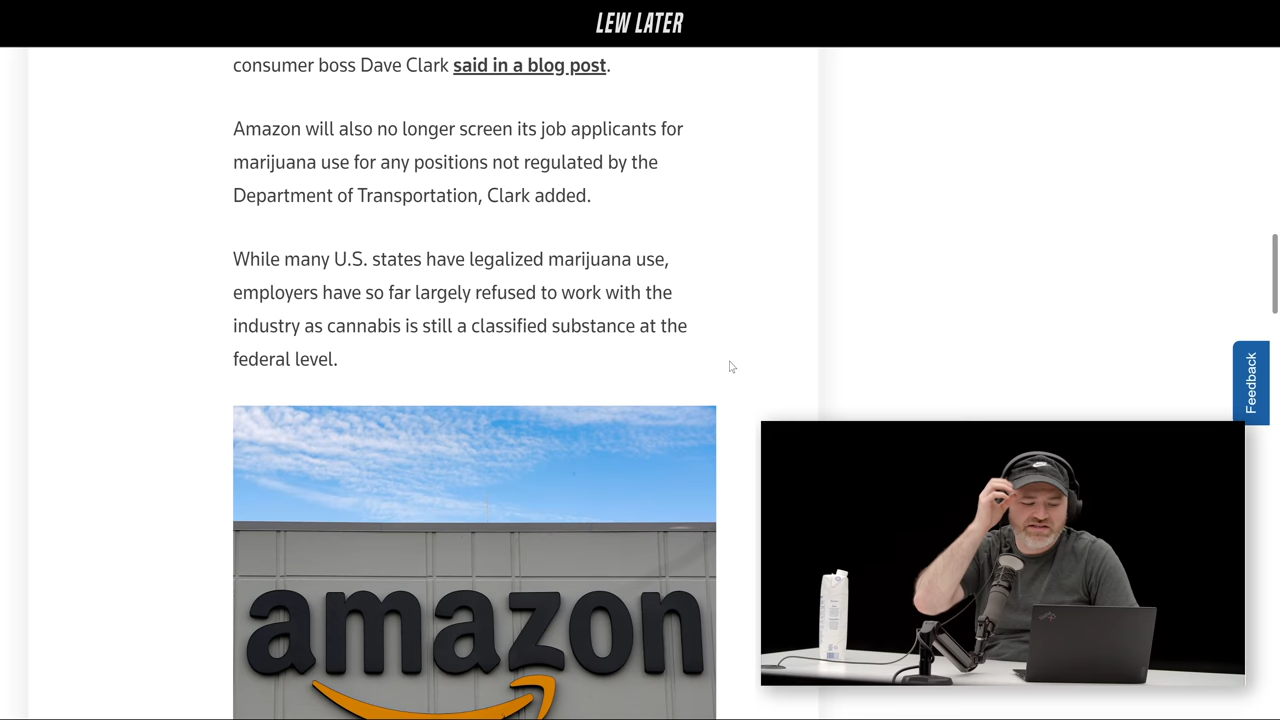 LEW LATER
consumer boss Dave Clark said in a blog post.
Amazon will also no longer screen its job applicants for
marijuana use for any positions not regulated by the
Department of Transportation, Clark added.
While many U.S. states have legalized marijuana use,
employers have so far largely refused to work with the
industry as cannabis is still a classified substance at the
federal level.
Feedback
amazon